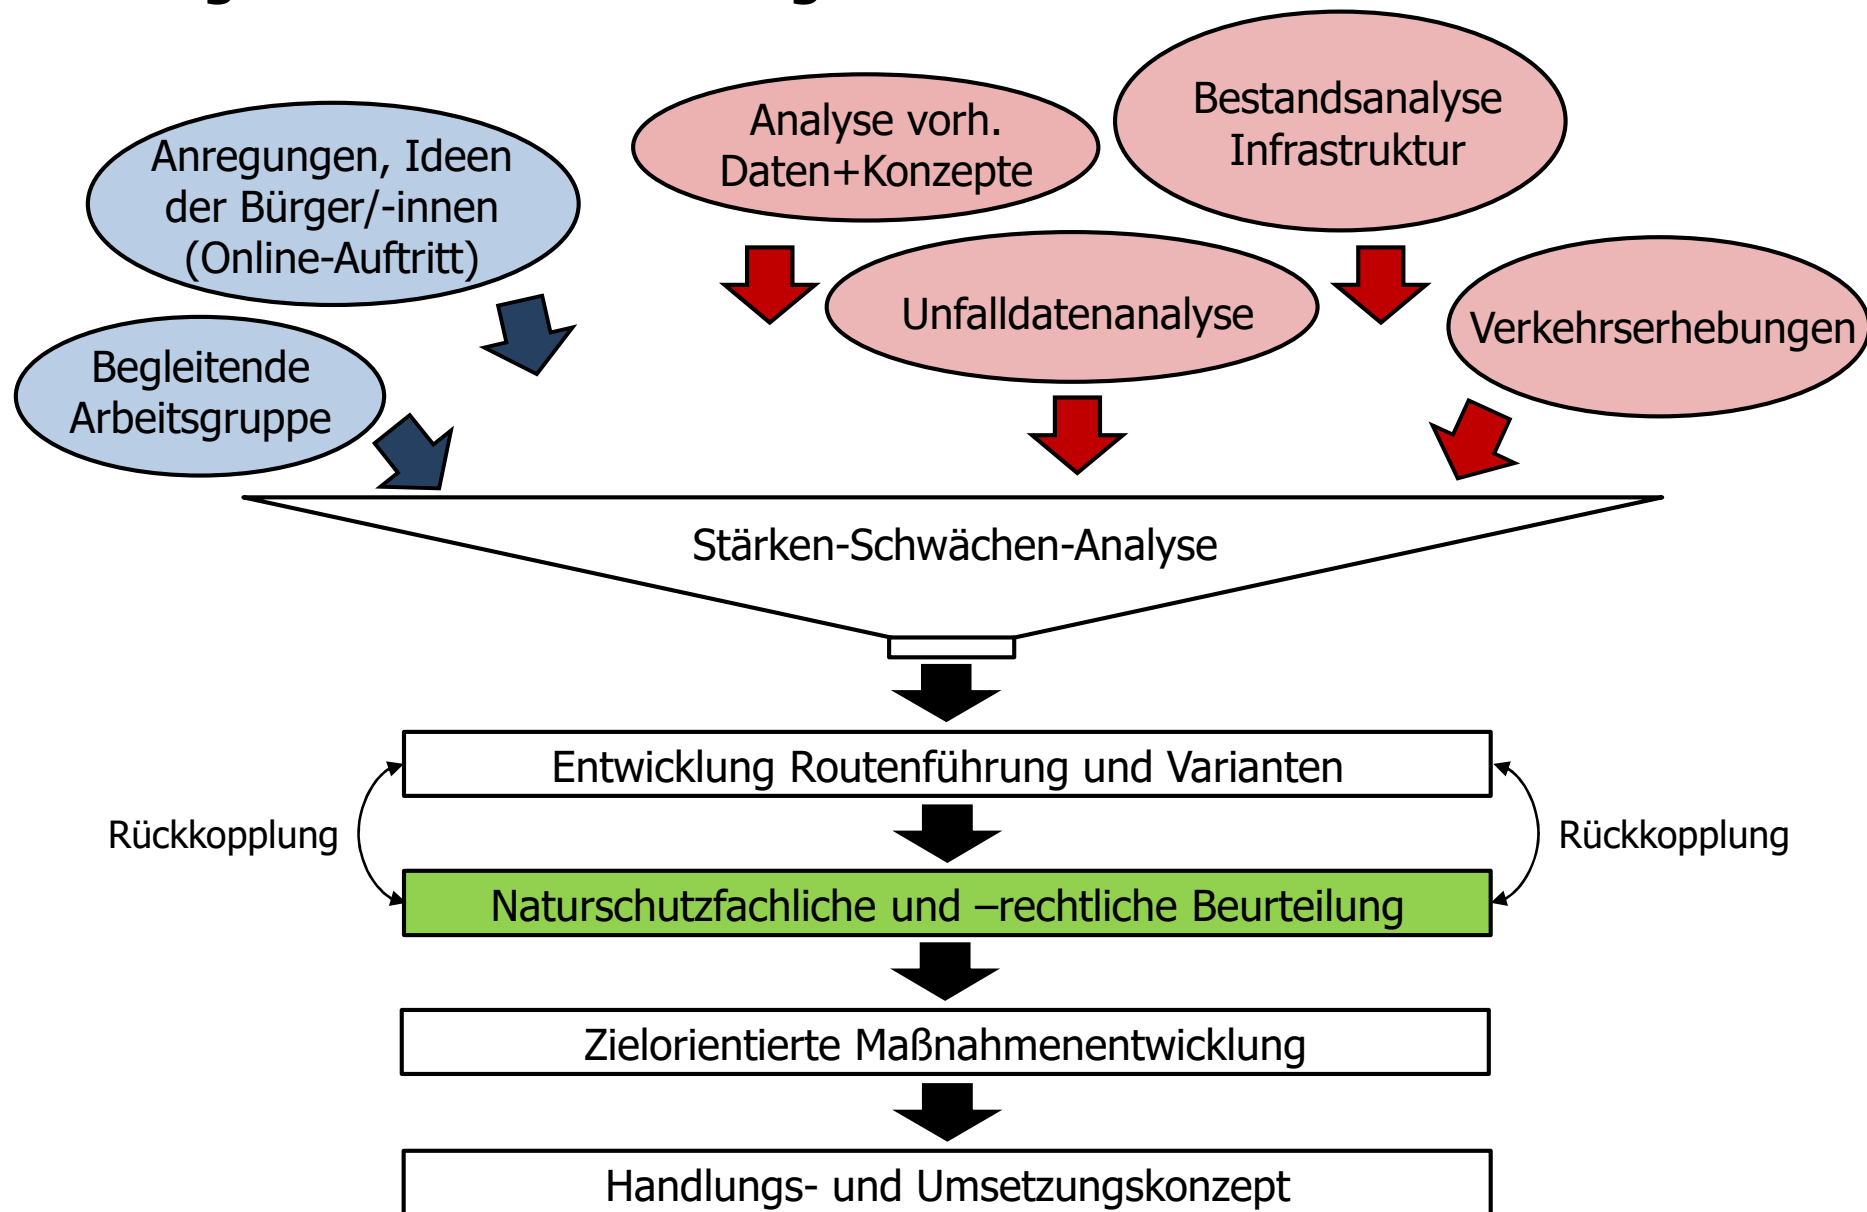 Anregungen, Ideen
der Bürger/-innen
(Online-Auftritt)
Begleitende
Arbeitsgruppe
Analyse vorh.
Daten+Konzepte
Bestandsanalyse
Infrastruktur
Unfalldatenanalyse
Verkehrserhebungen
Stärken-Schwächen-Analyse
Entwicklung Routenführung und Varianten
Rückkopplung
Rückkopplung
Naturschutzfachliche und –rechtliche Beurteilung
Zielorientierte Maßnahmenentwicklung
Handlungs- und Umsetzungskonzept